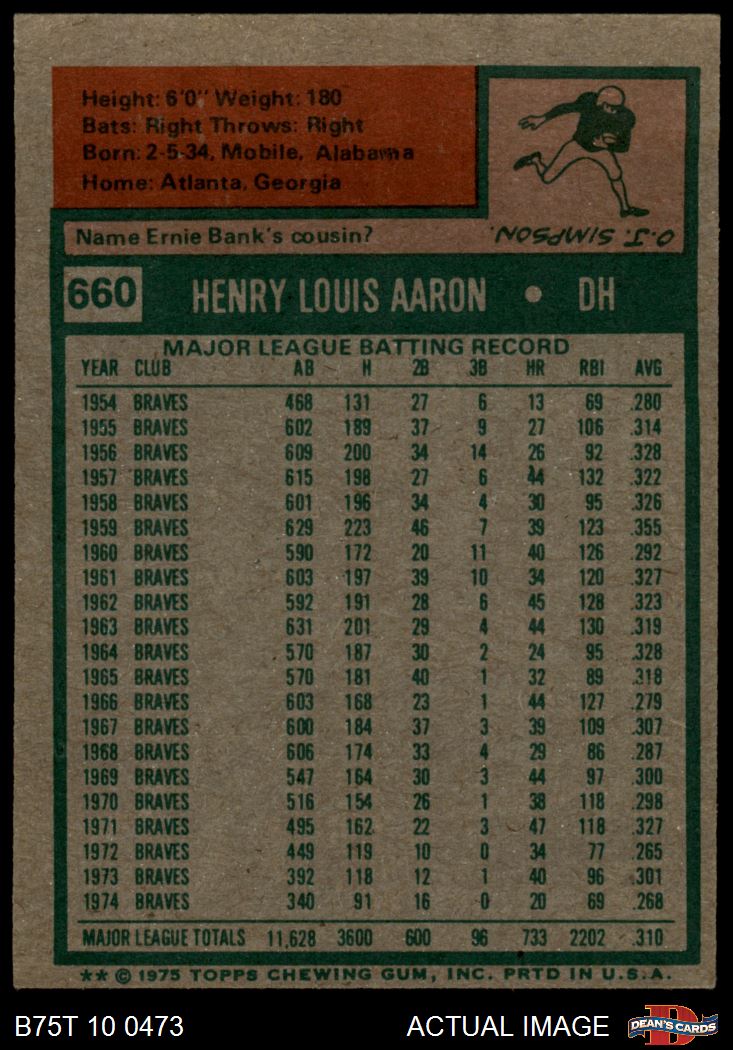 Height: 6'0" Weight: 180
Bats: Right Throws: Right
Born: 2-5-34, Mobile, Alabama
Home: Atlanta, Georgia
Name Ernie Bank's cousin?
O.J. SIMPSON.
660 HENRY LOUIS AARON • DH
MAJOR LEAGUE BATTING RECORD
YEAR CLUB AB H 2B 3B HR RBI AVG
1954 BRAVES 468 131 27 6 13 69 .280
1955 BRAVES 602 189 37 9 27 106 .314
1956 BRAVES 609 200 34 14 26 92 .328
1957 BRAVES 615 198 27 6 44 132 .322
1958 BRAVES 601 196 34 4 30 95 .326
1959 BRAVES 629 223 46 7 39 123 .355
1960 BRAVES 590 172 20 11 40 126 .292
1961 BRAVES 603 197 39 10 34 120 .327
1962 BRAVES 592 191 28 6 45 128 .323
1963 BRAVES 631 201 29 4 44 130 .319
1964 BRAVES 570 187 30 2 24 95 .328
1965 BRAVES 570 181 40 1 32 89 .318
1966 BRAVES 603 168 23 1 44 127 .279
1967 BRAVES 600 184 37 3 39 109 .307
1968 BRAVES 606 174 33 4 29 86 .287
1969 BRAVES 547 164 30 3 44 97 .300
1970 BRAVES 516 154 26 1 38 118 .298
1971 BRAVES 495 162 22 3 47 118 .327
1972 BRAVES 449 119 10 0 34 77 .265
1973 BRAVES 392 118 12 1 40 96 .301
1974 BRAVES 340 91 16 0 20 69 .268
MAJOR LEAGUE TOTALS 11,628 3600 600 96 733 2202 .310
** © 1975 TOPPS CHEWING GUM, INC. PRTD IN U.S.A.
B75T 10 0473 ACTUAL IMAGE DEAN'S CARDS